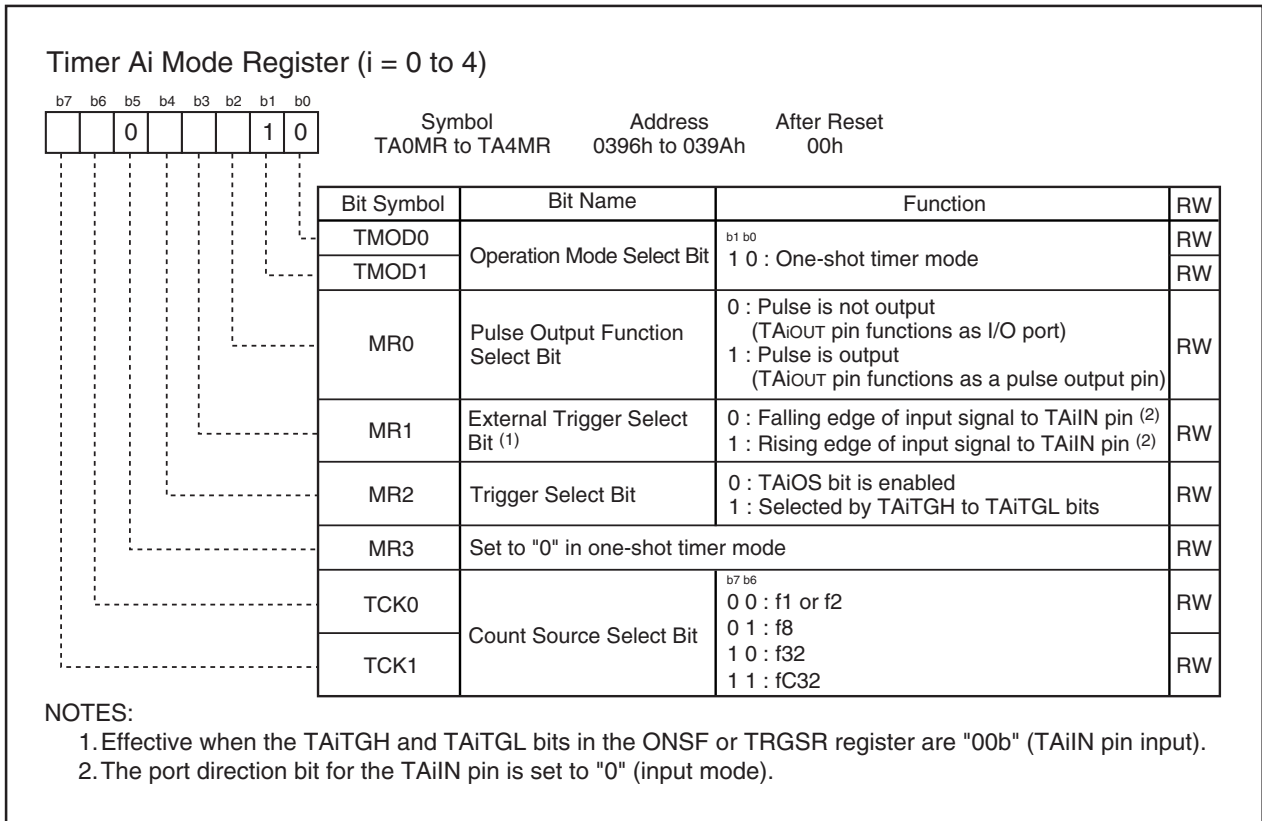 Timer Ai Mode Register (i = 0 to 4)
b7 b6 b5 b4 b3 b2 b1 b0
0 1 0
Symbol Address After Reset
TA0MR to TA4MR 0396h to 039Ah 00h
Bit Symbol Bit Name Function RW
TMOD0 RW
Operation Mode Select Bit
b1 b0
1 0 : One-shot timer mode
TMOD1 RW
MR0
Pulse Output Function
Select Bit
0 : Pulse is not output
(TAiOUT pin functions as I/O port)
1 : Pulse is output
(TAiOUT pin functions as a pulse output pin)
RW
MR1
External Trigger Select
Bit (1)
0 : Falling edge of input signal to TAiIN pin (2)
1 : Rising edge of input signal to TAiIN pin (2)
RW
MR2
Trigger Select Bit
0 : TAiOS bit is enabled
1 : Selected by TAiTGH to TAiTGL bits
RW
MR3 Set to "0" in one-shot timer mode RW
TCK0 RW
Count Source Select Bit
b7 b6
0 0 : f1 or f2
0 1 : f8
1 0 : f32
1 1 : fC32
TCK1 RW
NOTES:
1.Effective when the TAiTGH and TAiTGL bits in the ONSF or TRGSR register are "00b" (TAiIN pin input).
2.The port direction bit for the TAiIN pin is set to "0" (input mode).